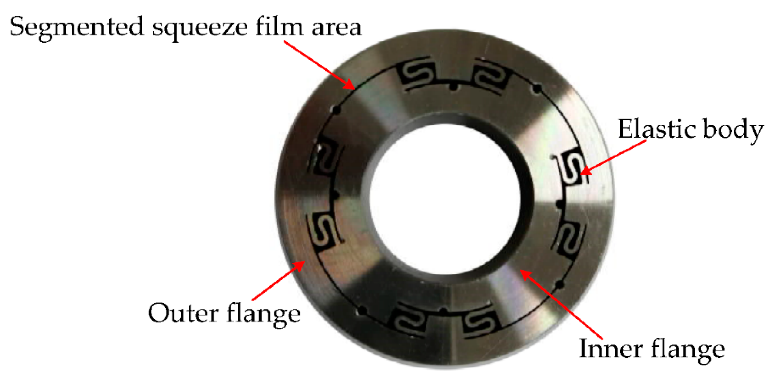 Segmented squeeze film area
Elastic body
Outer flange
Inner flange